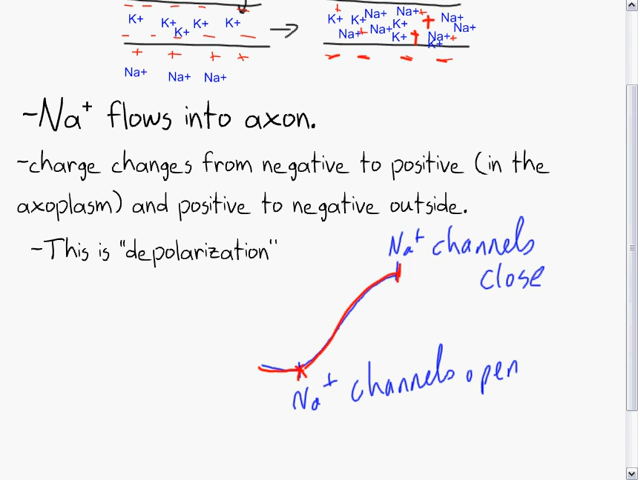 K+ K+ K+ K+ K+
Na+ Na+ Na+
K+ K+ Na+ K+ Na+ Na+ Na+ Na+ K+ Na+ K+
-Na+ flows into axon.
-charge changes from negative to positive (in the
axoplasm) and positive to negative outside.
-This is "depolarization"
Na+ channels
close
Na+ channels open